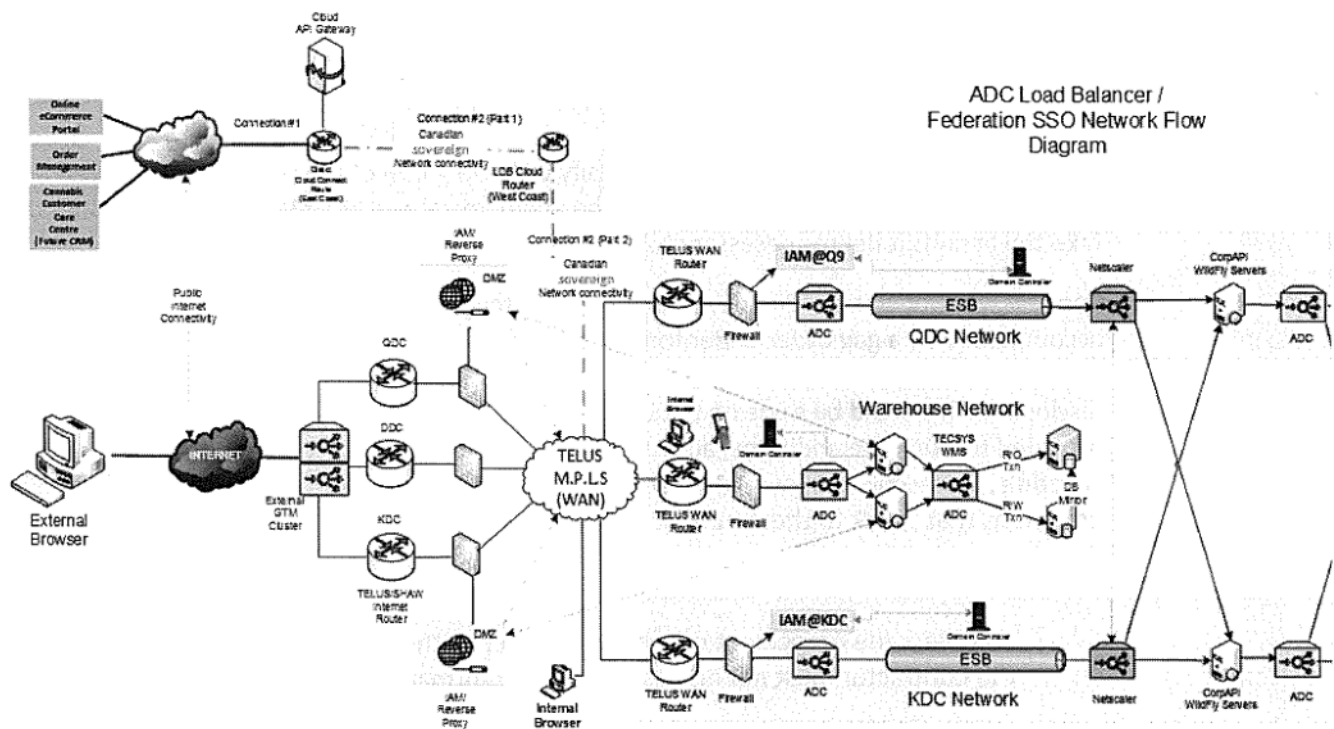 Cloud
API Gateway
ADC Load Balancer /
Federation SSO Network Flow
Diagram
Online
eCommerce
Portal
Order
Management
Cannabis
Customer
Care
Centre
(Future CRM)
Connection #1
Connection #2 (Part 1)
Canadian
sovereign
Network connectivity
Cloud Connect
Route
(East Coast)
LDB Cloud
Router
(West Coast)
IAM/
Reverse
Proxy
DMZ
Connection #2 (Part 2)
Canadian
sovereign
Network connectivity
Public
Internet
Connectivity
TELUS WAN
Router
IAM@Q9
Domain Controller
Netscaler
CorpAPI
WildFly Servers
Firewall
ADC
ESB
QDC Network
ADC
QDC
External
Browser
INTERNET
External
GTM
Cluster
DDC
KDC
TELUS/SHAW
Internet
Router
TELUS
M.P.L.S
(WAN)
Internal
Browser
Domain Controller
Warehouse Network
TELUS WAN
Router
Firewall
ADC
TECSYS
WMS
ADC
R/O
Txn
R/W
Txn
DB
Mirror
DMZ
IAM/
Reverse
Proxy
Internal
Browser
TELUS WAN
Router
IAM@KDC
Domain Controller
Firewall
ADC
ESB
KDC Network
Netscaler
CorpAPI
WildFly Servers
ADC